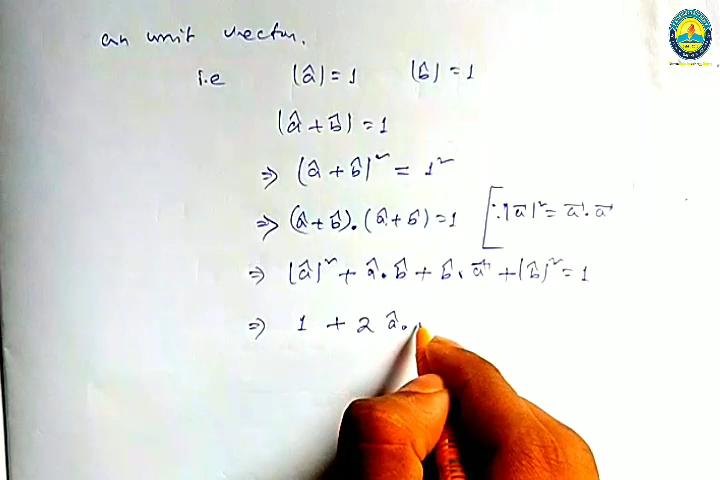 an unit vector.
i.e |â| = 1 |b̂| = 1
|â + b̂| = 1
⇒ |â + b̂|² = 1²
⇒ (â + b̂).(â + b̂) = 1 [∵ |a⃗|² = a⃗.a⃗
⇒ |â|² + â.b̂ + b̂.a⃗ + |b̂|² = 1
⇒ 1 + 2 â.